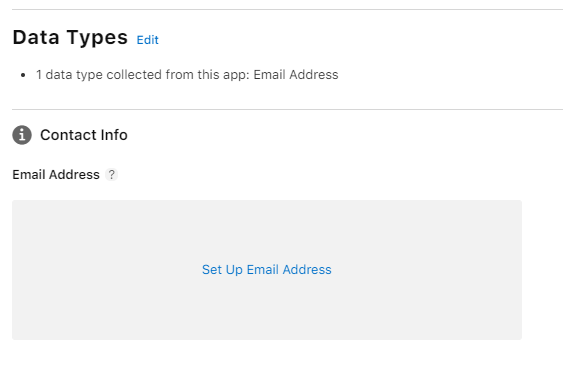 Data Types Edit
• 1 data type collected from this app: Email Address
Contact Info
Email Address ?
Set Up Email Address